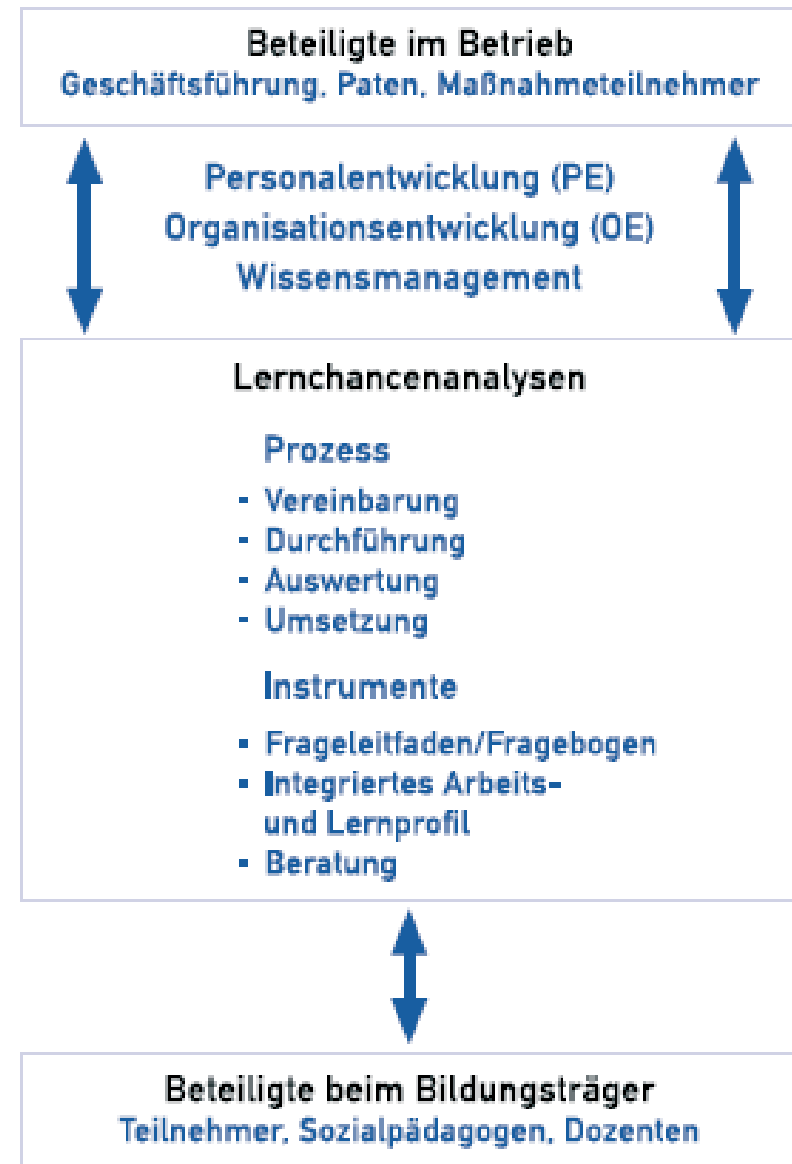 Beteiligte im Betrieb
Geschäftsführung, Paten, Maßnahmeteilnehmer
Personalentwicklung (PE)
Organisationsentwicklung (OE)
Wissensmanagement
Lernchancenanalysen
Prozess
- Vereinbarung
- Durchführung
- Auswertung
- Umsetzung
Instrumente
- Frageleitfaden/Fragebogen
- Integriertes Arbeits-
und Lernprofil
- Beratung
Beteiligte beim Bildungsträger
Teilnehmer, Sozialpädagogen, Dozenten